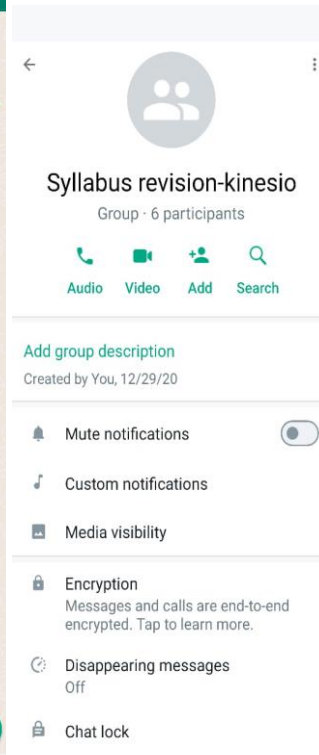 Syllabus revision-kinesio
Group · 6 participants
Audio Video Add Search
Add group description
Created by You, 12/29/20
Mute notifications
Custom notifications
Media visibility
Encryption
Messages and calls are end-to-end
encrypted. Tap to learn more.
Disappearing messages
Off
Chat lock